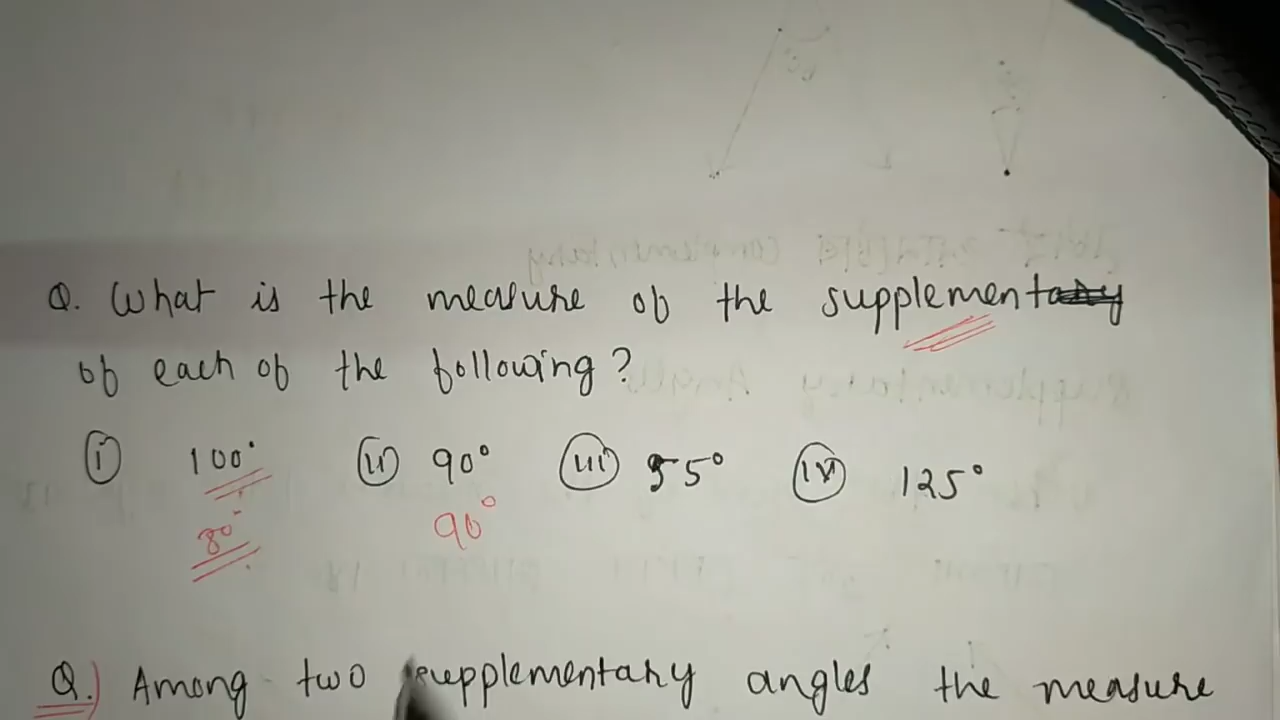 Q. What is the measure of the supplement
of each of the following?
(i) 100° (ii) 90° (iii) 55° (iv) 125°
80° 90°
Q.) Among two supplementary angles the measure